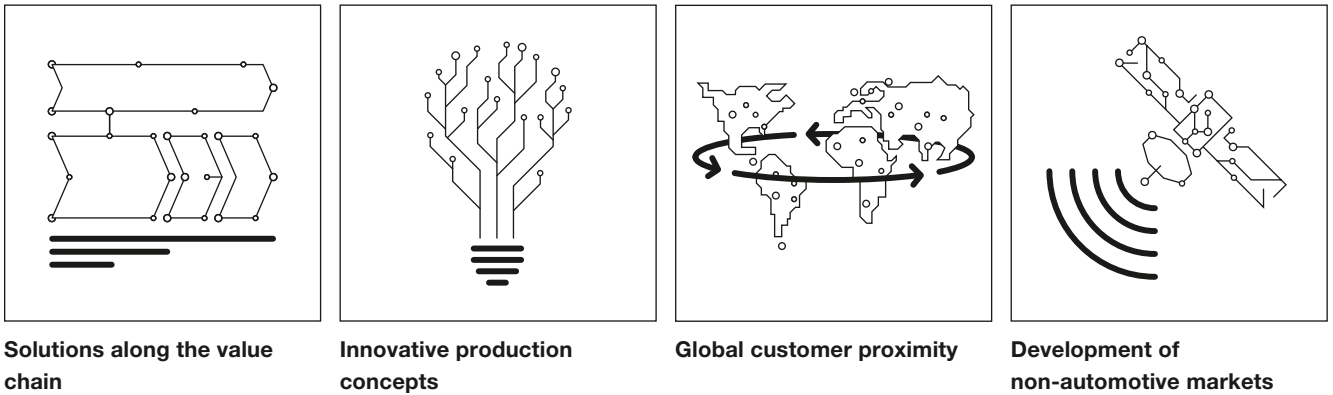 Solutions along the value
chain
Innovative production
concepts
Global customer proximity
Development of
non-automotive markets